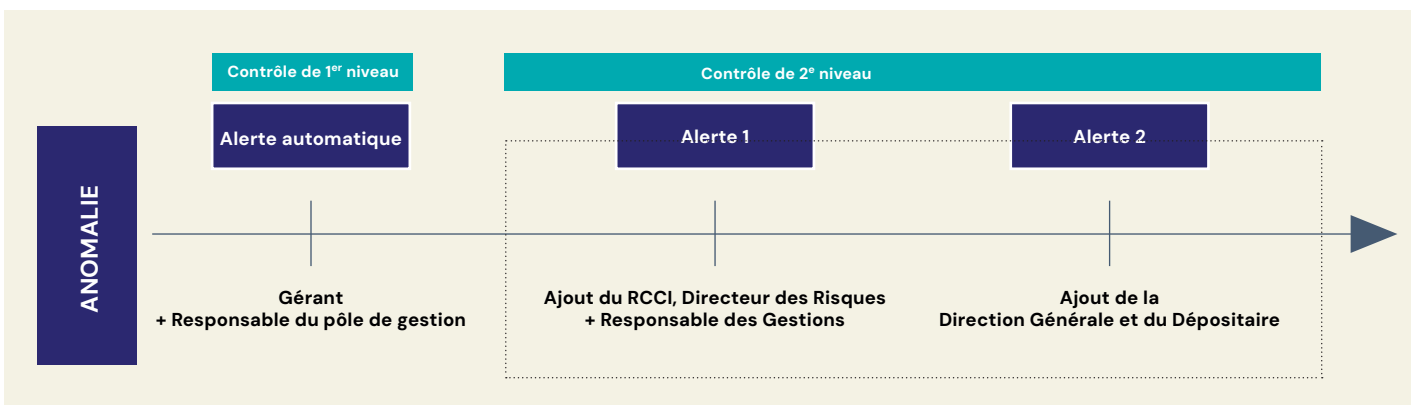 Contrôle de 1er niveau
Contrôle de 2e niveau
Alerte automatique
Alerte 1
Alerte 2
ANOMALIE
Gérant
+ Responsable du pôle de gestion
Ajout du RCCI, Directeur des Risques
+ Responsable des Gestions
Ajout de la
Direction Générale et du Dépositaire